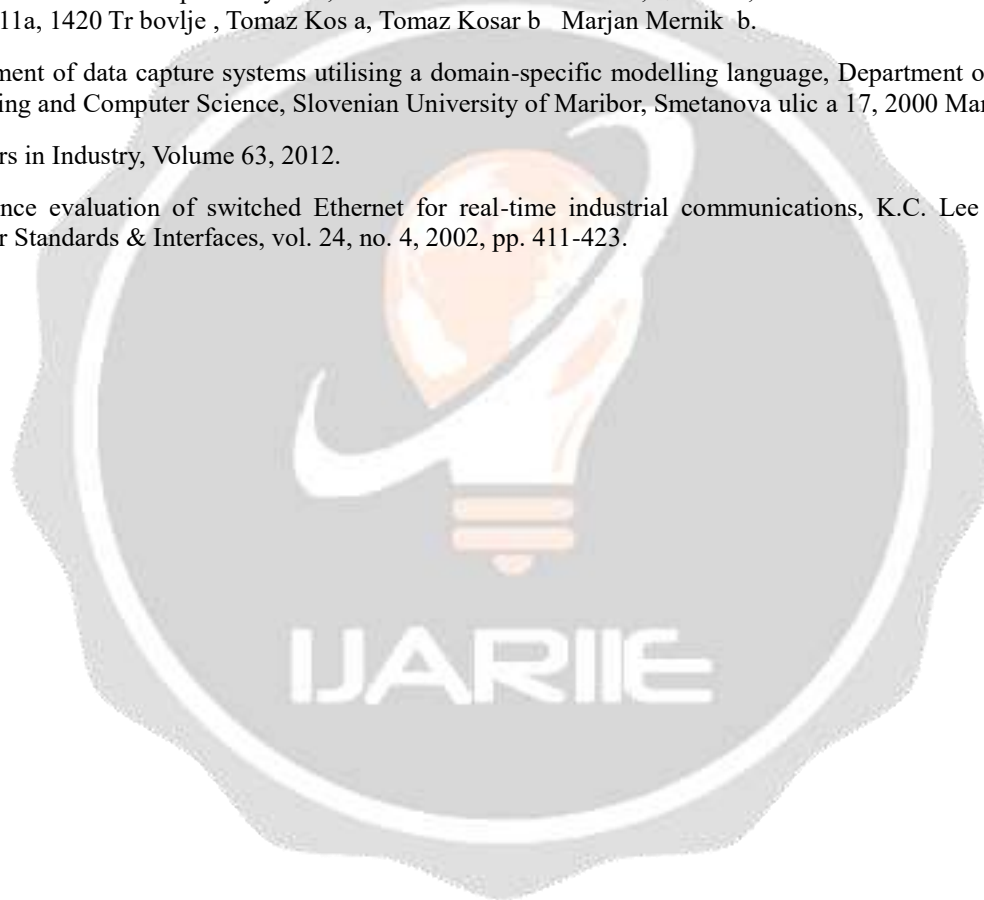 11a, 1420 Tr bovlje , Tomaz Kos a, Tomaz Kosar b Marjan Mernik b.
ment of data capture systems utilising a domain-specific modelling language, Department o
ing and Computer Science, Slovenian University of Maribor, Smetanova ulic a 17, 2000 Mar
rs in Industry, Volume 63, 2012.
nce evaluation of switched Ethernet for real-time industrial communications, K.C. Lee
r Standards & Interfaces, vol. 24, no. 4, 2002, pp. 411-423.
IJARIIE